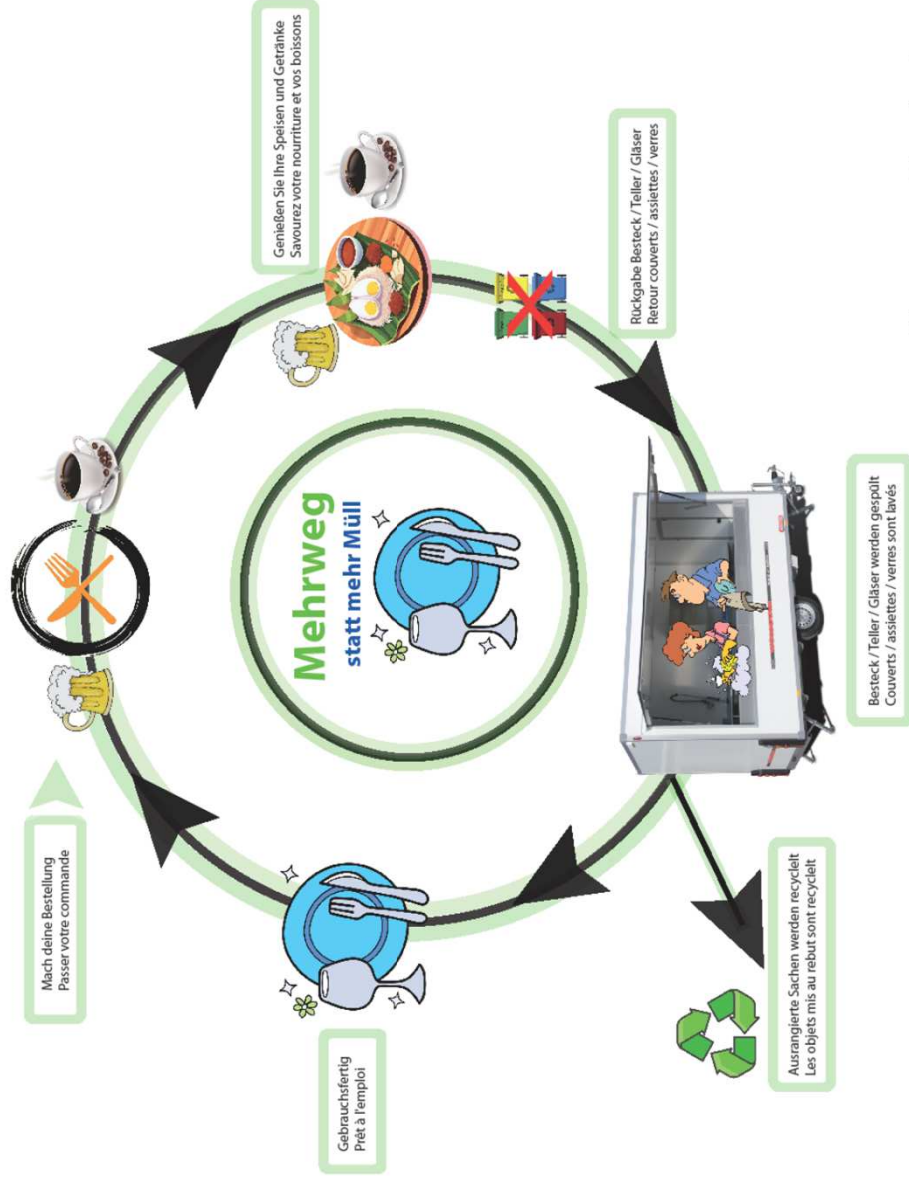 Mach deine Bestellung
Passer votre commande
Genießen Sie Ihre Speisen und Getränke
Savourez votre nourriture et vos boissons
Mehrweg
statt mehr Müll
Gebrauchsfertig
Prêt à l'emploi
Rückgabe Besteck / Teller / Gläser
Retour couverts / assiettes / verres
Ausrangierte Sachen werden recyclelt
Les objets mis au rebut sont recyclelt
Besteck / Teller / Gläser werden gespült
Couverts / assiettes / verres sont lavés